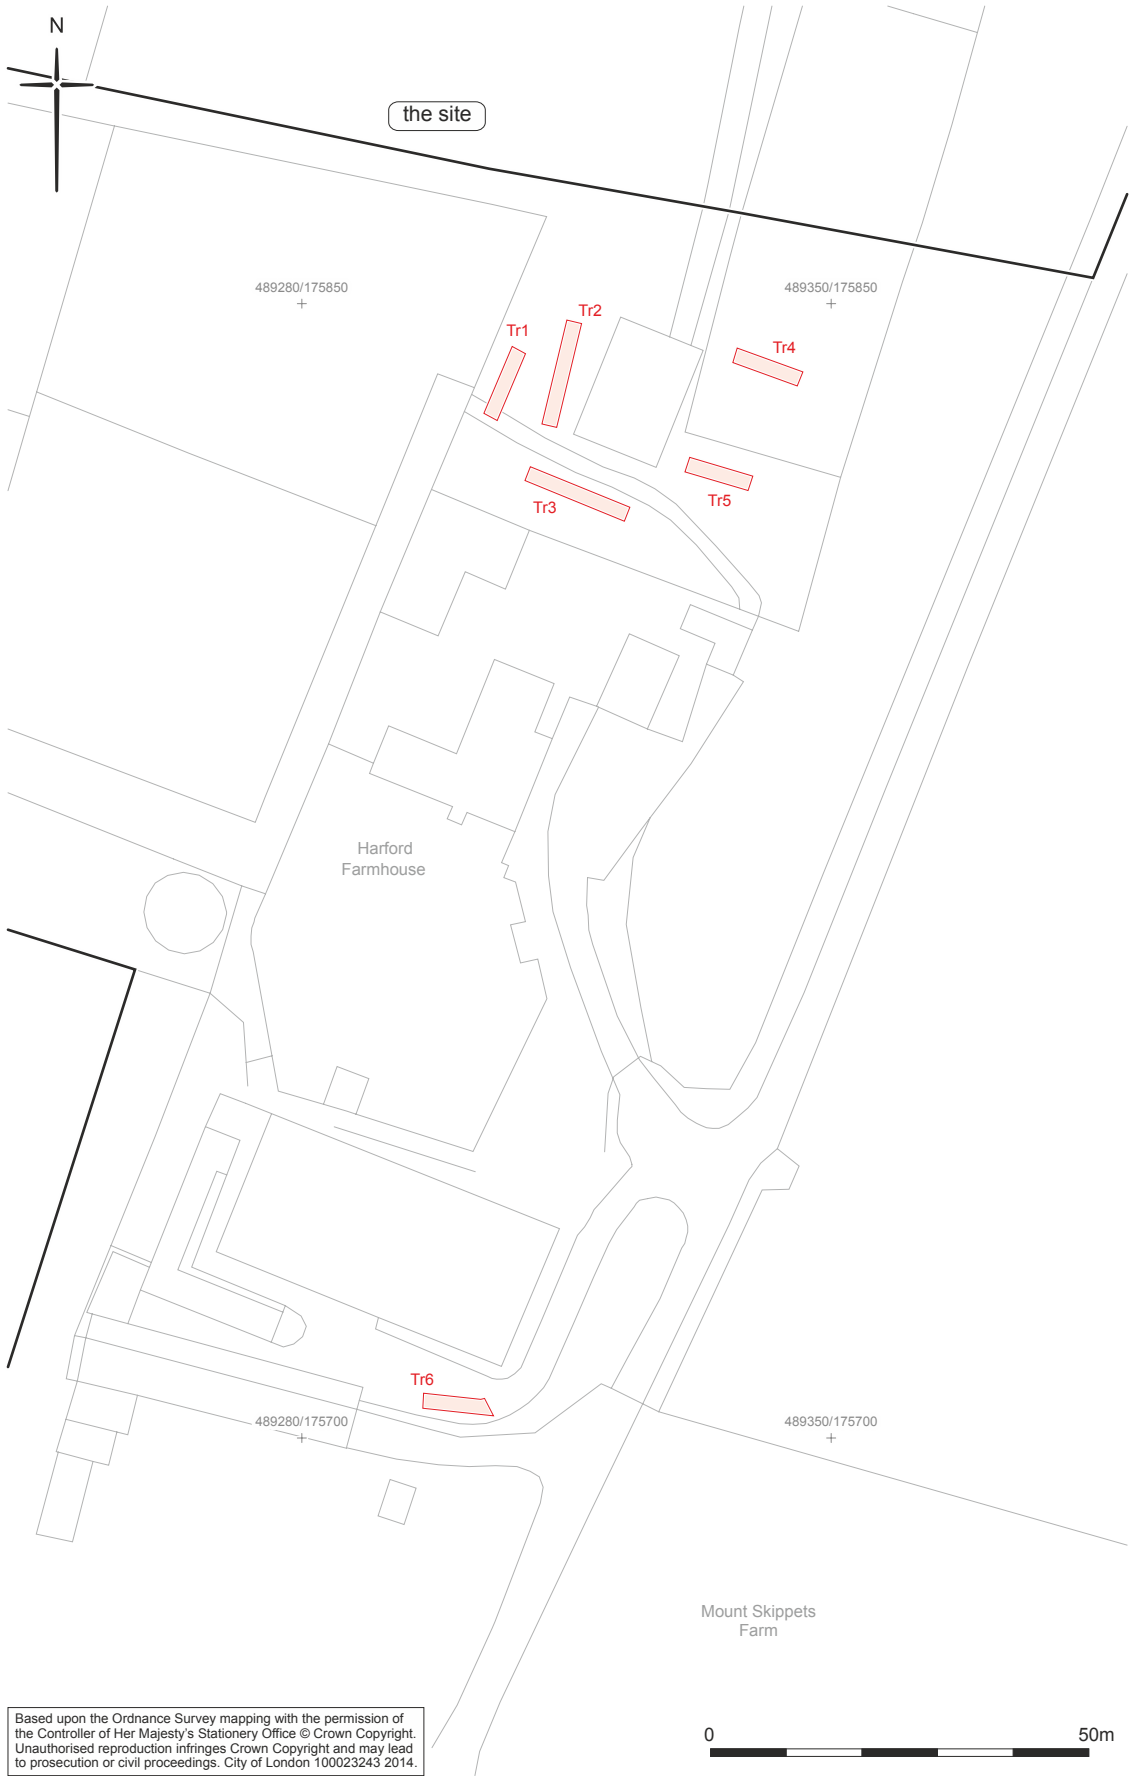 N
the site
489280/175850
489350/175850
Tr2
Tr1
Tr4
Tr5
Tr3
Harford
Farmhouse
Tr6
489280/175700
489350/175700
Mount Skippets
Farm
Based upon the Ordnance Survey mapping with the permission of
the Controller of Her Majesty's Stationery Office © Crown Copyright.
Unauthorised reproduction infringes Crown Copyright and may lead
to prosecution or civil proceedings. City of London 100023243 2014.
0 50m